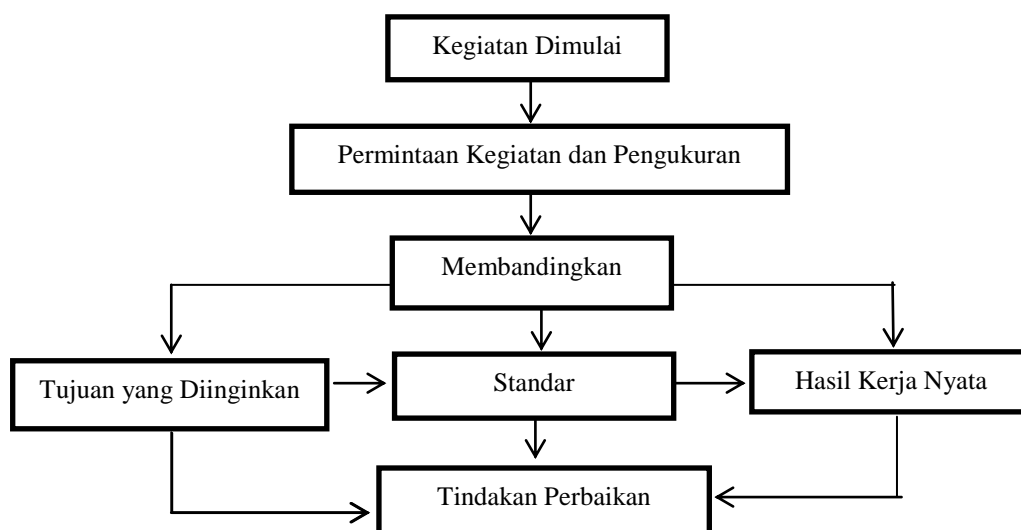 Kegiatan Dimulai
Permintaan Kegiatan dan Pengukuran
Membandingkan
Tujuan yang Diinginkan
Standar
Hasil Kerja Nyata
Tindakan Perbaikan